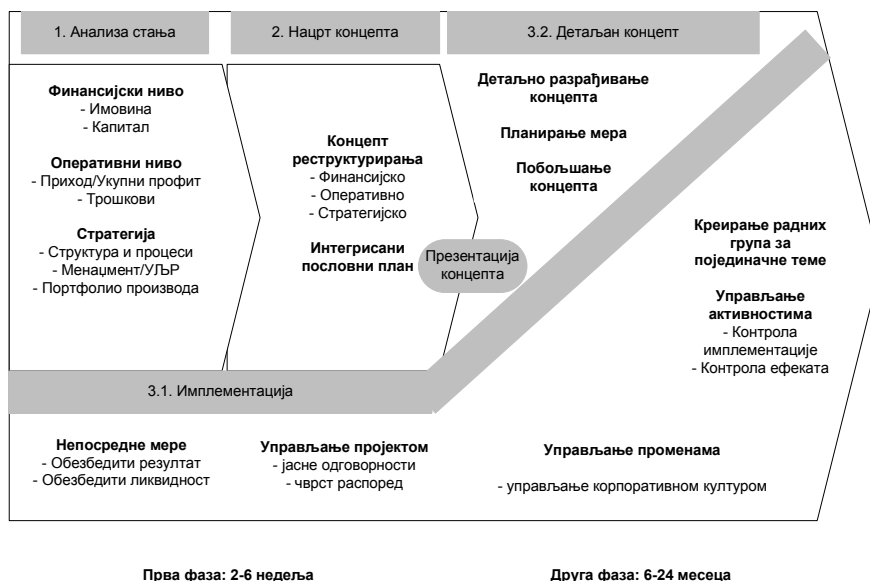 1. Анализа стања
2. Нацрт концепта
3.2. Детаљан концепт
Финансијски ниво
- Имовина
- Капитал
Оперативни ниво
- Приход/Укупни профит
- Трошкови
Стратегија
- Структура и процеси
- Менаџмент/УЉР
- Портфолио производа
Концепт
реструктурирања
- Финансијско
- Оперативно
- Стратегијско
Интегрисани
пословни план
Презентација
концепта
Детаљно разрађивање
концепта
Планирање мера
Побољшање
концепта
Креирање радних
група за
појединачне теме
Управљање
активностима
- Контрола
имплементације
- Контрола ефеката
3.1. Имплементација
Непосредне мере
- Обезбедити резултат
- Обезбедити ликвидност
Управљање пројектом
- јасне одговорности
- чврст распоред
Управљање променама
- управљање корпоративном културом
Прва фаза: 2-6 недеља
Друга фаза: 6-24 месеца